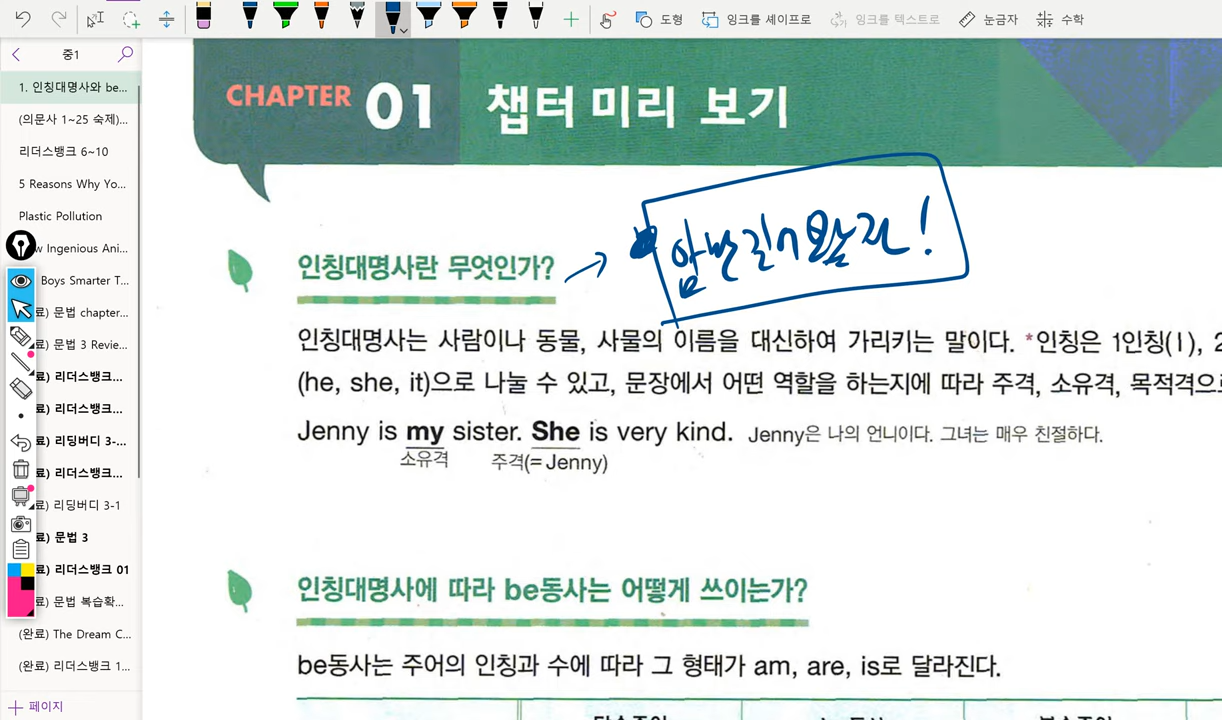 도형
잉크를 셰이프로
잉크를 텍스트로
눈금자
수학
중1
1. 인칭대명사와 be...
(의문사 1~25 숙제)...
리더스뱅크 6~10
5 Reasons Why Yo...
Plastic Pollution
w Ingenious Ani...
Boys Smarter T...
료) 문법 chapter...
료) 문법 3 Revie...
료) 리더스뱅크...
료) 리더스뱅크...
료) 리딩버디 3-...
료) 리더스뱅크...
료) 리딩버디 3-1
료) 문법 3
료) 리더스뱅크 01
료) 문법 복습확...
(완료) The Dream C...
(완료) 리더스뱅크 1...
페이지
CHAPTER 01 챕터 미리 보기
인칭대명사란 무엇인가?
인칭대명사는 사람이나 동물, 사물의 이름을 대신하여 가리키는 말이다. *인칭은 1인칭(I), 2
(he, she, it)으로 나눌 수 있고, 문장에서 어떤 역할을 하는지에 따라 주격, 소유격, 목적격으로
Jenny is my sister. She is very kind. Jenny은 나의 언니이다. 그녀는 매우 친절하다.
소유격 주격(= Jenny)
인칭대명사에 따라 be동사는 어떻게 쓰이는가?
be동사는 주어의 인칭과 수에 따라 그 형태가 am, are, is로 달라진다.